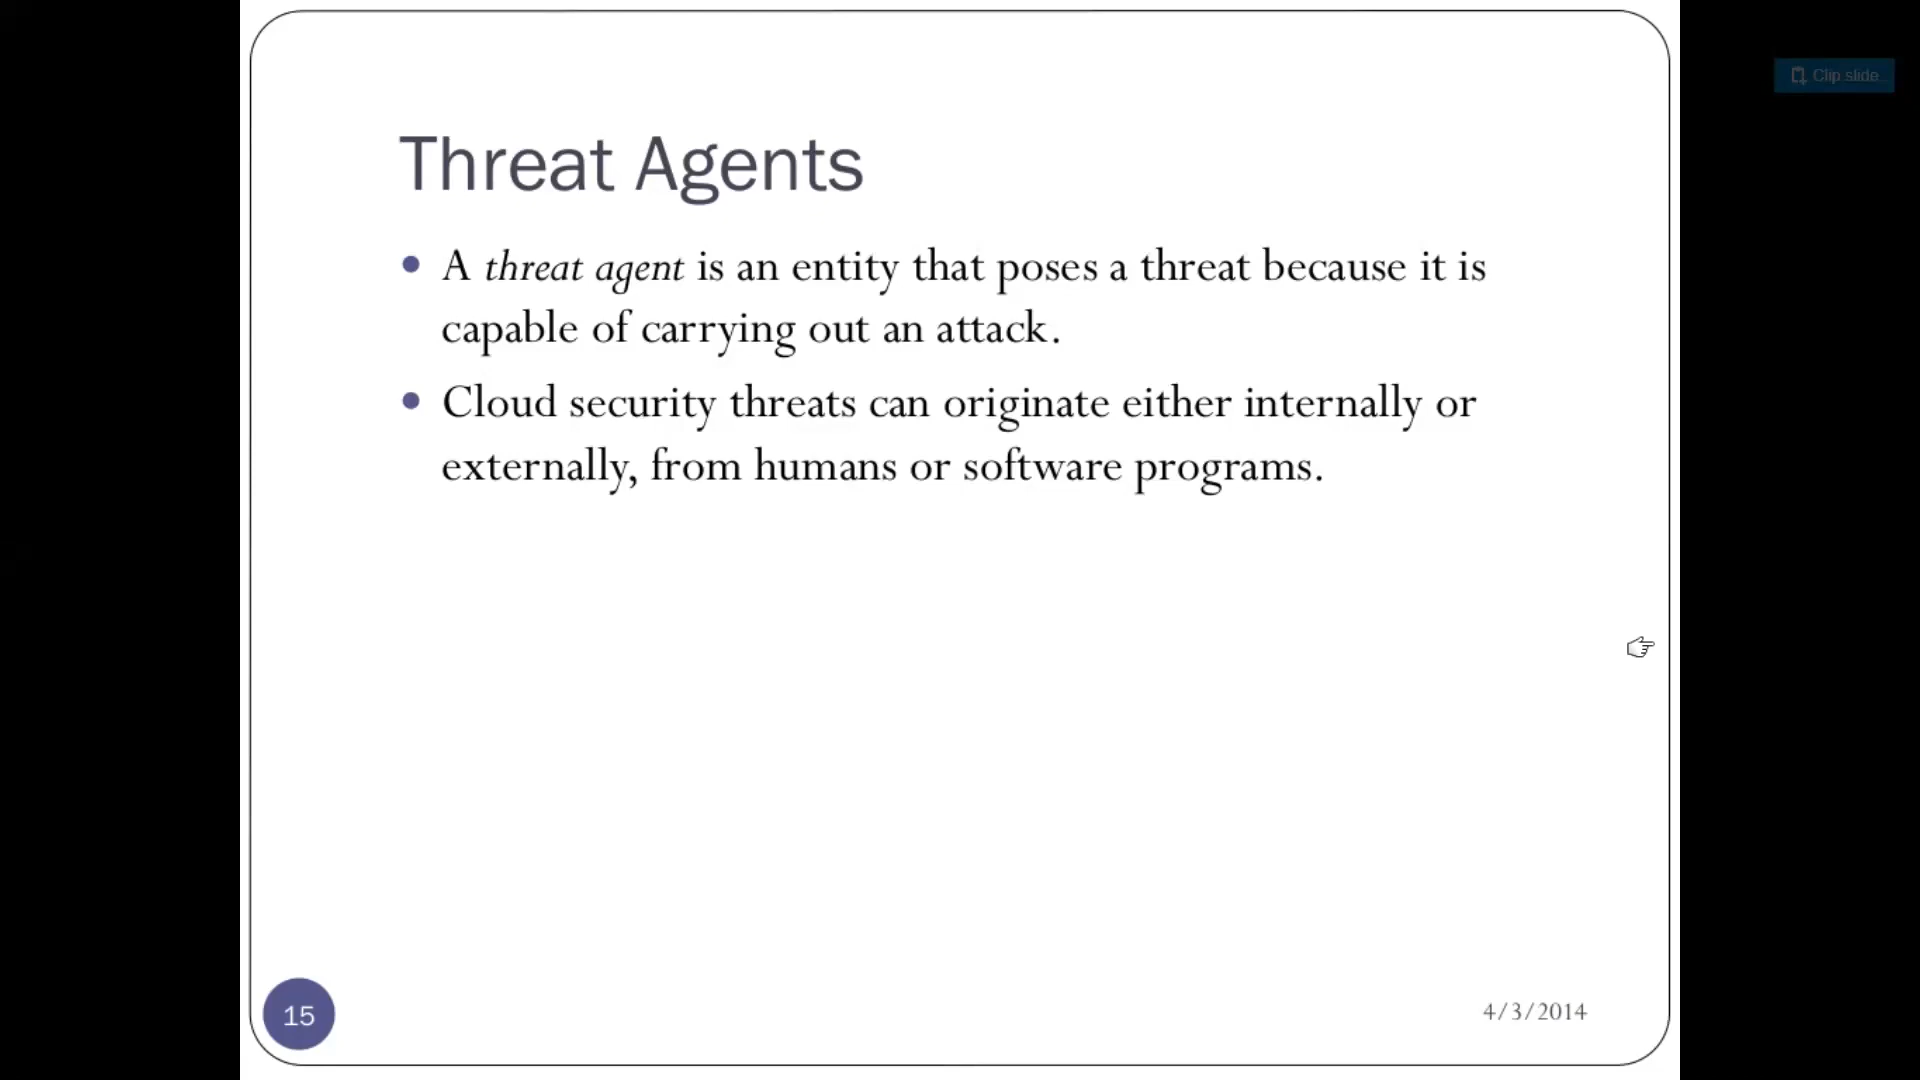 Clip slide
Threat Agents
• A threat agent is an entity that poses a threat because it is
capable of carrying out an attack.
• Cloud security threats can originate either internally or
externally, from humans or software programs.
15
4/3/2014